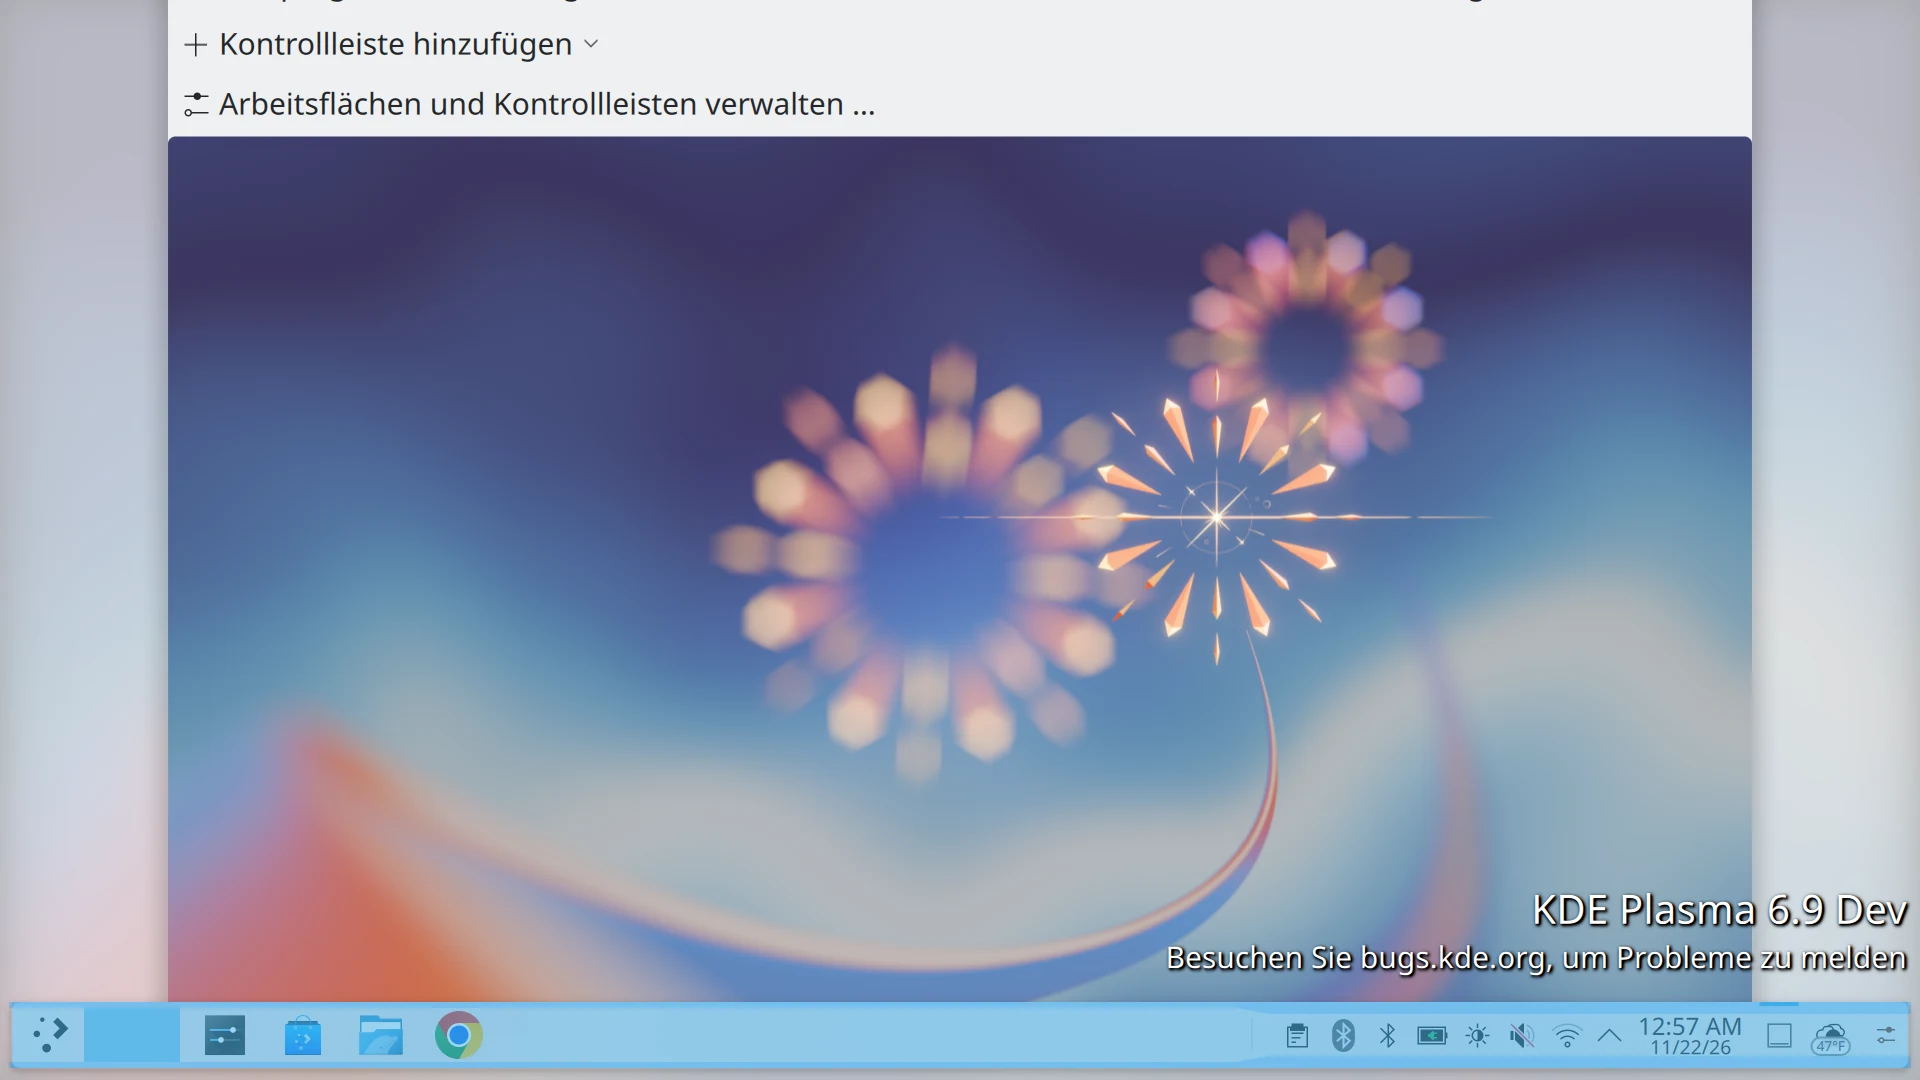 Kontrollleiste hinzufügen
Arbeitsflächen und Kontrollleisten verwalten ...
KDE Plasma 6.9 Dev
Besuchen Sie bugs.kde.org, um Probleme zu melden
12:57 AM
11/22/26
47°F